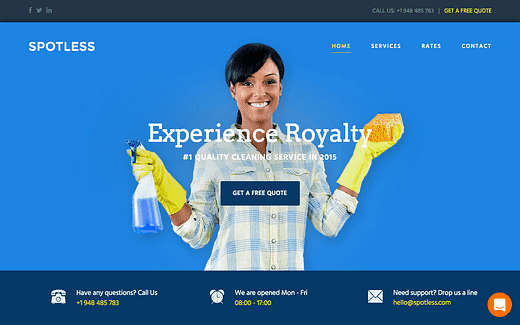 CALL US: +1 948 485 783 | GET A FREE QUOTE
SPOTLESS
HOME SERVICES RATES CONTACT
Experience Royalty
#1 QUALITY CLEANING SERVICE IN 2015
GET A FREE QUOTE
Have any questions? Call Us
+1 948 485 783
We are opened Mon - Fri
08:00 - 17:00
Need support? Drop us a line
hello@spotless.com